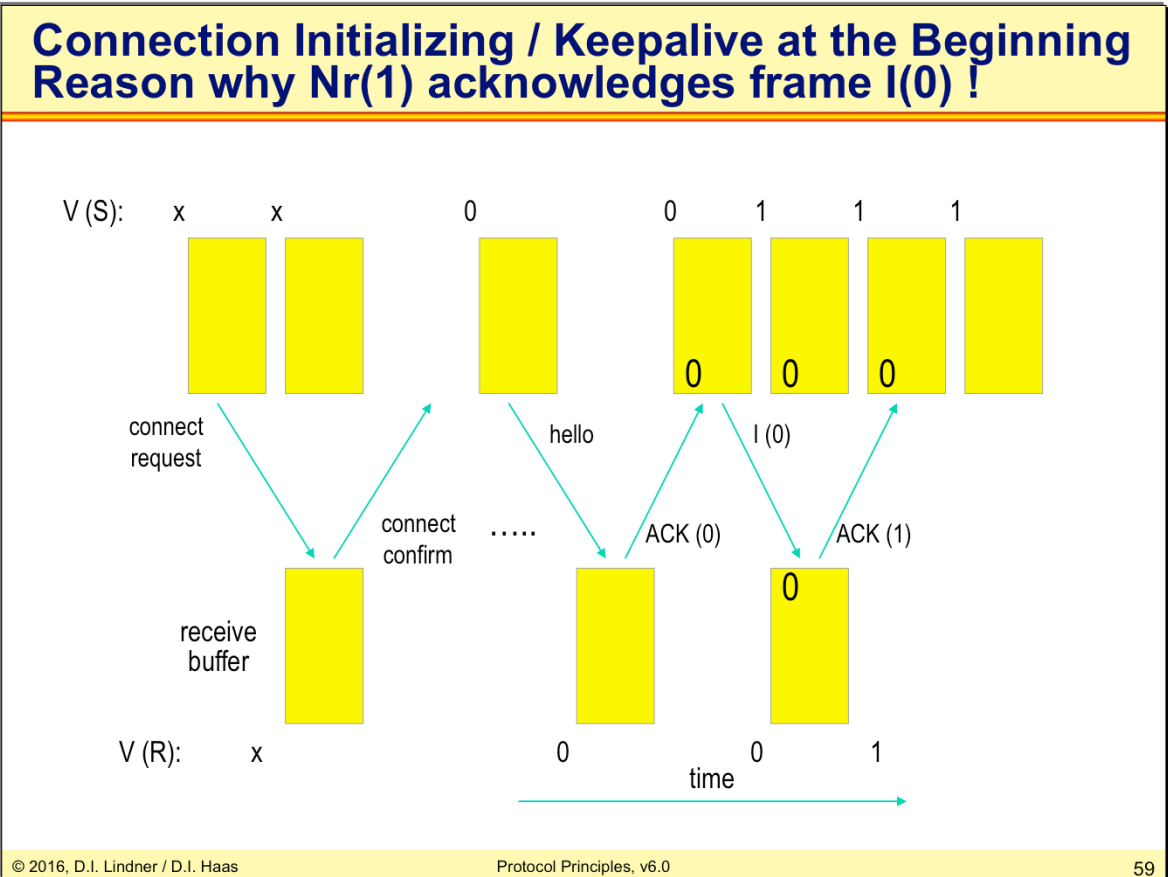 Connection Initializing / Keepalive at the Beginning
Reason why Nr(1) acknowledges frame I(0) !
V (S): x x 0 0 1 1 1
0 0 0
connect
request
hello
I (0)
connect
confirm
.....
ACK (0)
ACK (1)
0
receive
buffer
V (R): x 0 0 1
time
© 2016, D.I. Lindner / D.I. Haas
Protocol Principles, v6.0
59